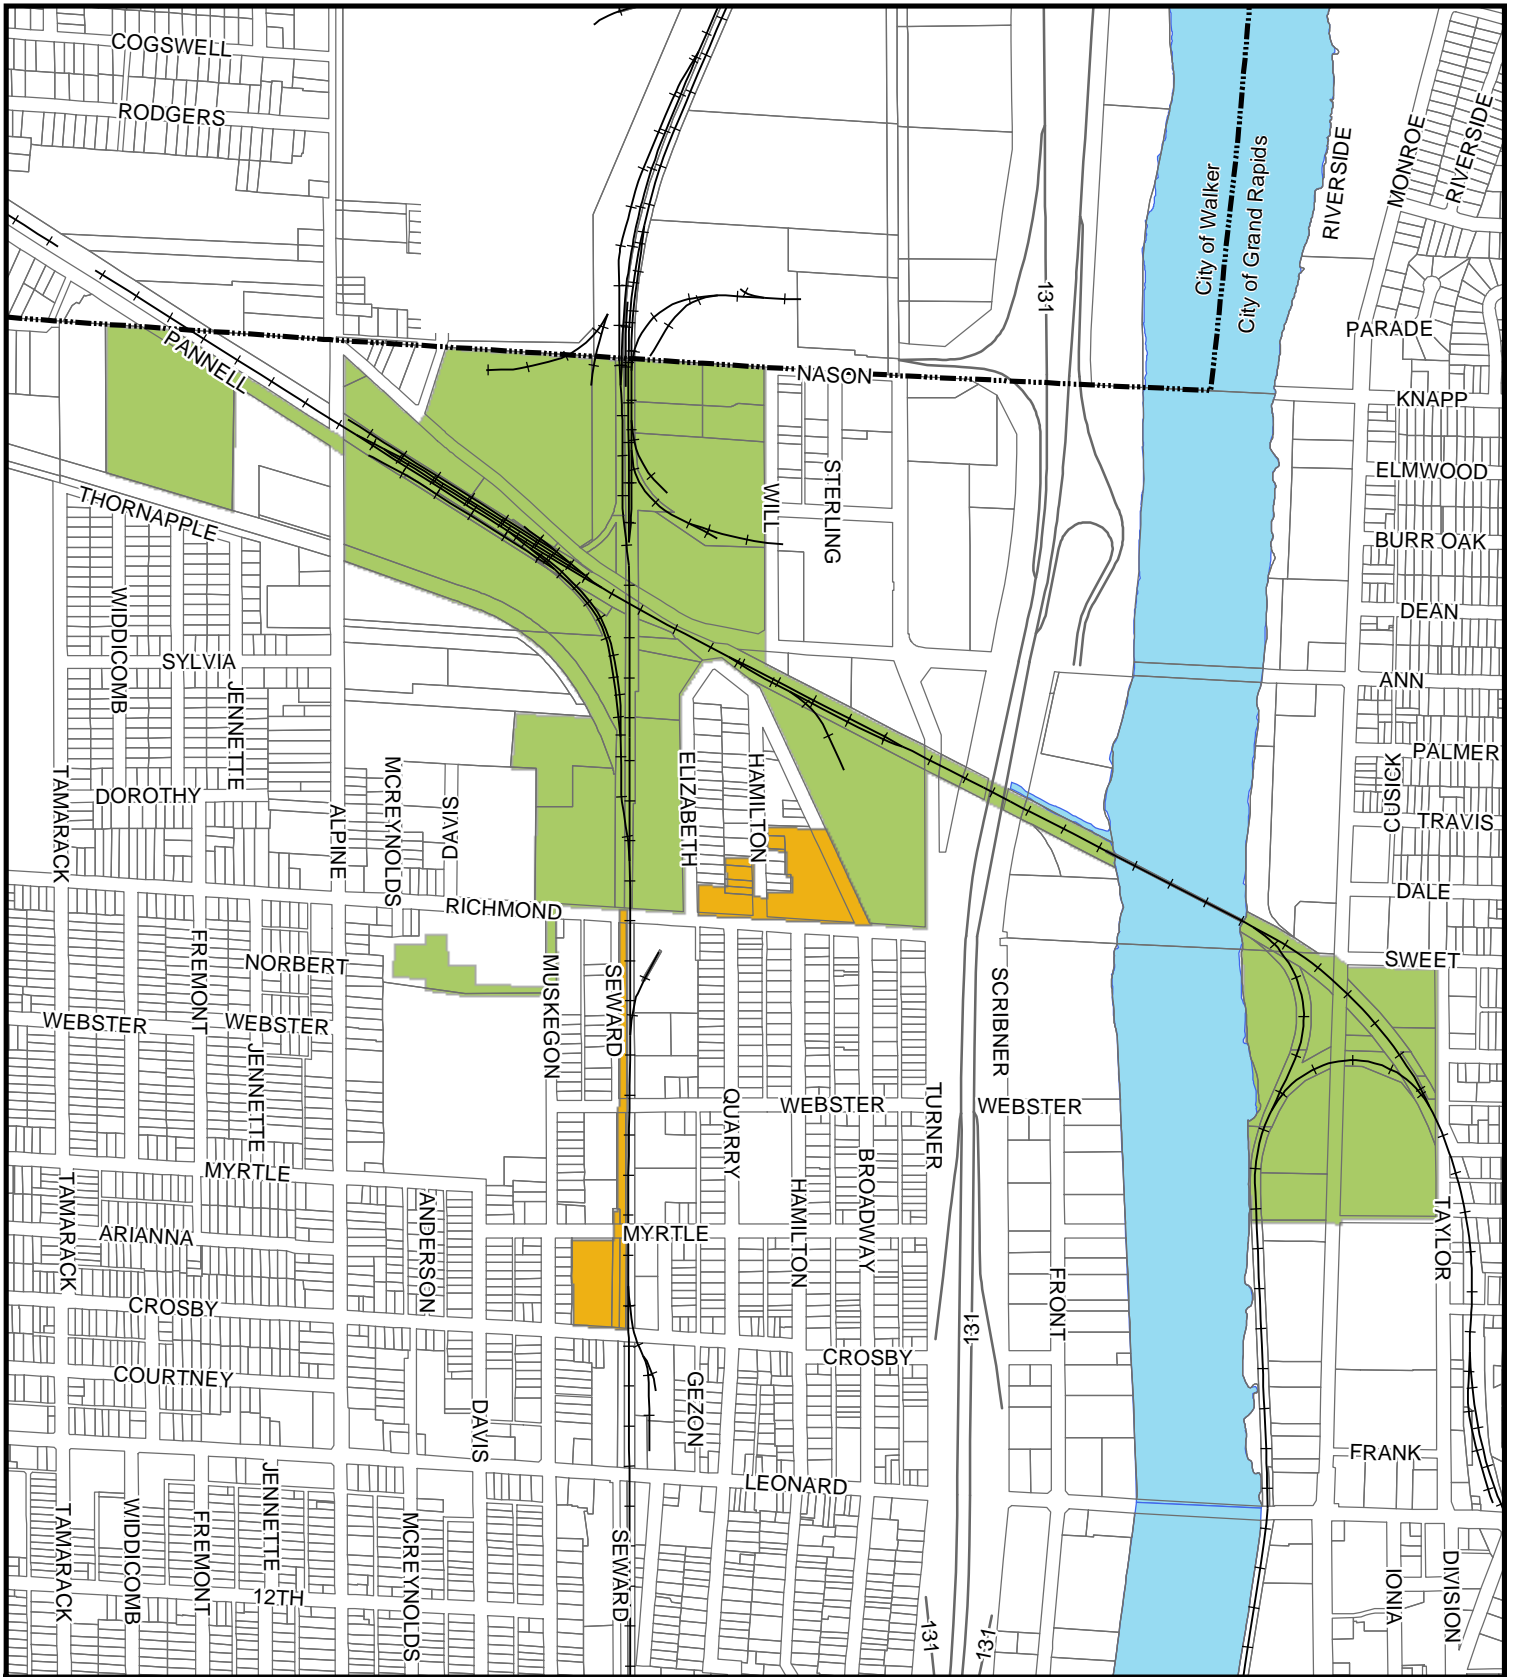 COGSWELL
RODGERS
MONROE
RIVERSIDE
RIVERSIDE
City of Walker
City of Grand Rapids
131
PARADE
PANNELL
NASON
KNAPP
ELMWOOD
STERLING
WILL
THORNAPPLE
BURR OAK
DEAN
WIDDICOMB
SYLVIA
JENNETTE
ANN
PALMER
CUSICK
TRAVIS
ELIZABETH
HAMILTON
TAMARACK
DOROTHY
MCREYNOLDS
DAVIS
ALPINE
DALE
RICHMOND
SWEET
FREMONT
NORBERT
MUSKEGON
SEWARD
SCRIBNER
WEBSTER
WEBSTER
JENNETTE
QUARRY
WEBSTER
TURNER
WEBSTER
MYRTLE
BROADWAY
HAMILTON
TAMARACK
ANDERSON
ARIANNA
MYRTLE
TAYLOR
CROSBY
FRONT
131
CROSBY
COURTNEY
GEZON
DAVIS
FRANK
LEONARD
JENNETTE
TAMARACK
WIDDICOMB
FREMONT
MCREYNOLDS
SEWARD
12TH
IONIA
DIVISION
131
131